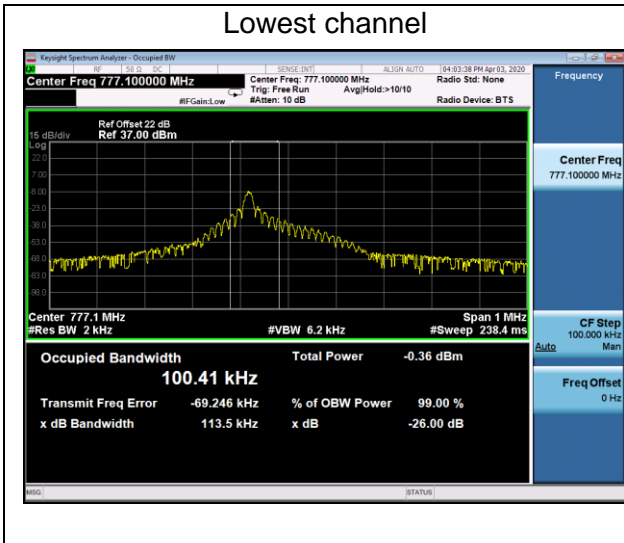 Lowest channel
Keysight Spectrum Analyzer - Occupied BW
RF 50 Ω DC SENSE:INT ALIGN AUTO 04:03:38 PM Apr 03, 2020
Center Freq 777.100000 MHz
Center Freq: 777.100000 MHz
Radio Std: None
Trig: Free Run Avg|Hold:>10/10
#IFGain:Low #Atten: 10 dB Radio Device: BTS
Frequency
Ref Offset 22 dB
15 dB/div Ref 37.00 dBm
Log
22.0
7.00
-8.00
-23.0
-38.0
-53.0
-68.0
-83.0
-98.0
Center 777.1 MHz Span 1 MHz
#Res BW 2 kHz #VBW 6.2 kHz #Sweep 238.4 ms
Occupied Bandwidth Total Power -0.36 dBm
100.41 kHz
Transmit Freq Error -69.246 kHz % of OBW Power 99.00 %
x dB Bandwidth 113.5 kHz x dB -26.00 dB
Center Freq
777.100000 MHz
CF Step
100.000 kHz
Auto Man
Freq Offset
0 Hz
MSG STATUS